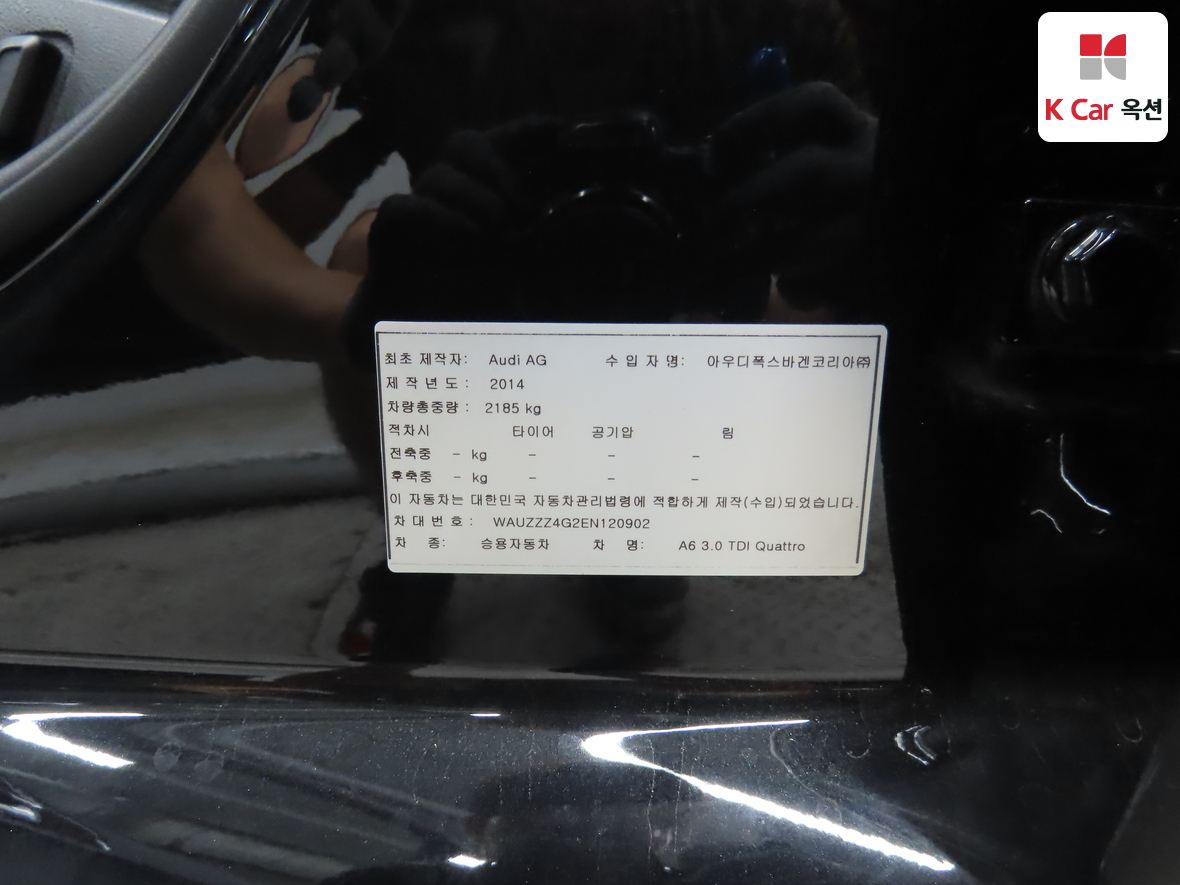 K Car 옥션
최초 제작자: Audi AG 수 입 자 명: 아우디폭스바겐코리아㈜
제 작 년 도 : 2014
차량총중량 : 2185 kg
적차시 타이어 공기압 림
전축중 - kg - - -
후축중 - kg - - -
이 자동차는 대한민국 자동차관리법령에 적합하게 제작(수입)되었습니다.
차 대 번 호 : WAUZZZ4G2EN120902
차 종: 승용자동차 차 명: A6 3.0 TDI Quattro